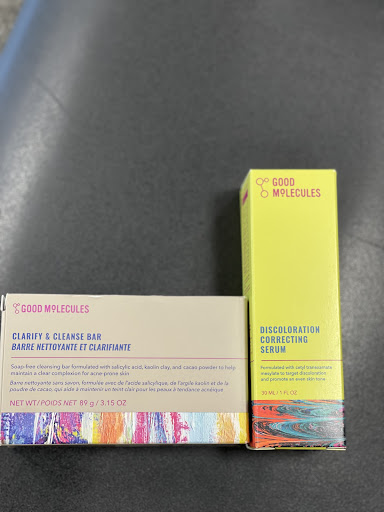 GOOD MOLECULES
CLARIFY & CLEANSE BAR
BARRE NETTOYANTE ET CLARIFIANTE
Soap-free cleansing bar formulated with salicylic acid, kaolin clay, and cacao powder to help
maintain a clear complexion for acne-prone skin
Barre nettoyante sans savon, formulée avec de l'acide salicylique, de l'argile kaolin et de la
poudre de cacao, qui aide à maintenir un teint clair pour les peaux à tendance acnéique.
NET WT/POIDS NET 89 g / 3.15 OZ
GOOD
MOLECULES
DISCOLORATION
CORRECTING
SERUM
Formulated with cetyl tranexamate
mesylate to target discoloration
and promote an even skin tone
30 ML / 1 FL OZ